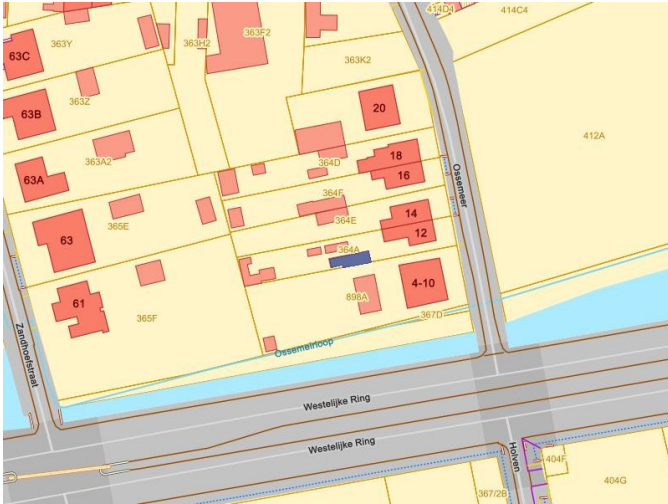 414D4
414C4
363Y
363H2
363F2
63C
363K2
363Z
63B
20
412A
363A2
364D
18
63A
16
Ossemeer
364F
365E
364E
14
63
12
364A
4-10
61
898A
365F
367D
Zandhoefstraat
Ossemeirloop
Westelijke Ring
Westelijke Ring
Holven
404F
367/2B
404G